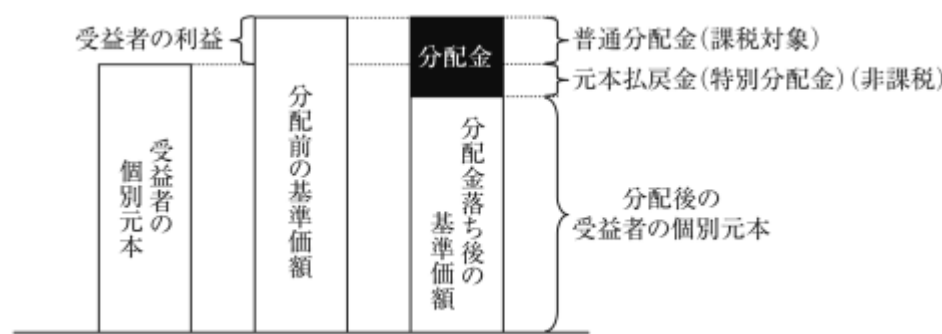 受益者の利益
分配金
普通分配金(課税対象)
元本払戻金(特別分配金)(非課税)
受益者の
個別元本
分配前の基準価額
分配金落ち後の
基準価額
分配後の
受益者の個別元本